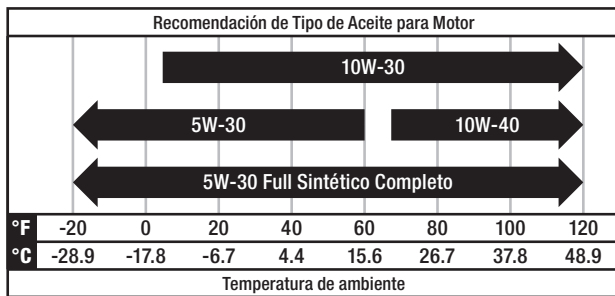 Recomendación de Tipo de Aceite para Motor
10W-30
5W-30 10W-40
5W-30 Full Sintético Completo
°F -20 0 20 40 60 80 100 120
°C -28.9 -17.8 -6.7 4.4 15.6 26.7 37.8 48.9
Temperatura de ambiente